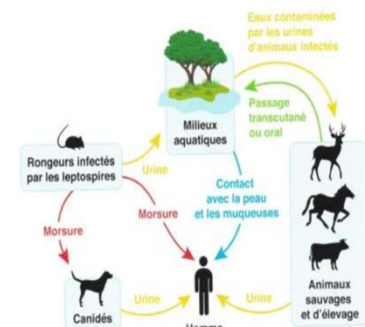 Eaux contaminées
par les urines
d'animaux infectés
Passage
transcutané
ou oral
Milieux
aquatiques
Rongeurs infectés
par les leptospires
Urine
Contact
avec la peau
et les muqueuses
Morsure
Morsure
Animaux
sauvages
et d'élevage
Urine
Urine
Canidés
Homme